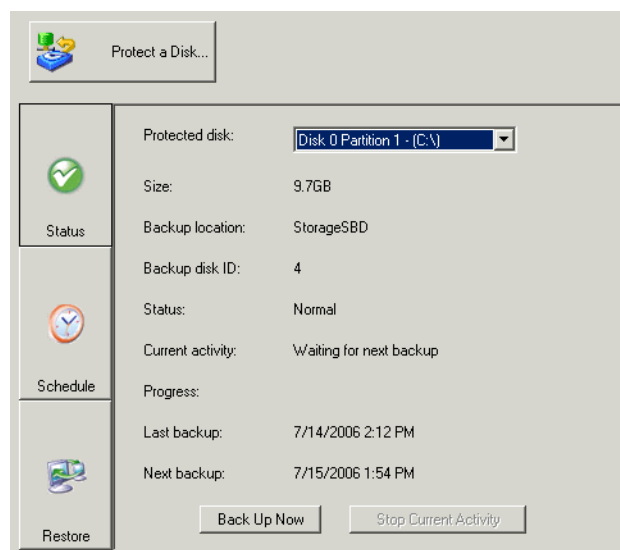 Protect a Disk...
Protected disk: Disk 0 Partition 1 - (C:\)
Size: 9.7GB
Status
Backup location: StorageSBD
Backup disk ID: 4
Status: Normal
Current activity: Waiting for next backup
Schedule
Progress:
Last backup: 7/14/2006 2:12 PM
Next backup: 7/15/2006 1:54 PM
Back Up Now Stop Current Activity
Restore